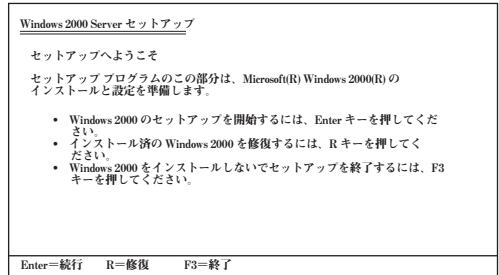 Windows 2000 Server セットアップ
セットアップへようこそ
セットアップ プログラムのこの部分は、Microsoft(R) Windows 2000(R) の
インストールと設定を準備します。
• Windows 2000 のセットアップを開始するには、Enter キーを押してくだ
さい。
• インストール済の Windows 2000 を修復するには、R キーを押してく
ださい。
• Windows 2000 をインストールしないでセットアップを終了するには、F3
キーを押してください。
Enter＝続行 R＝修復 F3＝終了